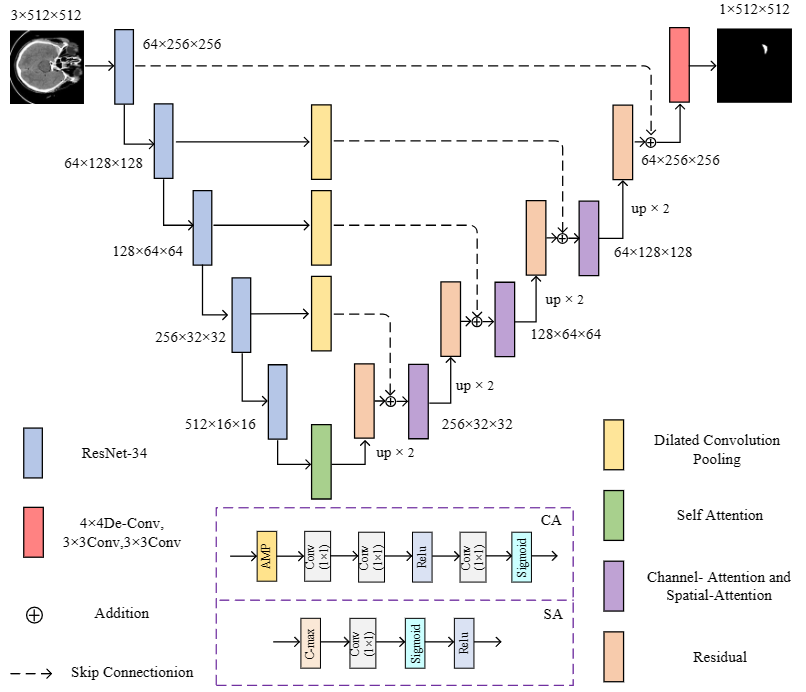 3×512×512
1×512×512
64×256×256
64×128×128
64×256×256
up × 2
128×64×64
64×128×128
up × 2
256×32×32
128×64×64
up × 2
512×16×16
256×32×32
up × 2
ResNet-34
Dilated Convolution
Pooling
4×4De-Conv,
3×3Conv,3×3Conv
Self Attention
CA
AMP
Conv
(1×1)
Conv
(1×1)
Relu
Conv
(1×1)
Sigmoid
Channel- Attention and
Spatial-Attention
Addition
SA
C-max
Conv
(1×1)
Sigmoid
Relu
Residual
Skip Connectionion